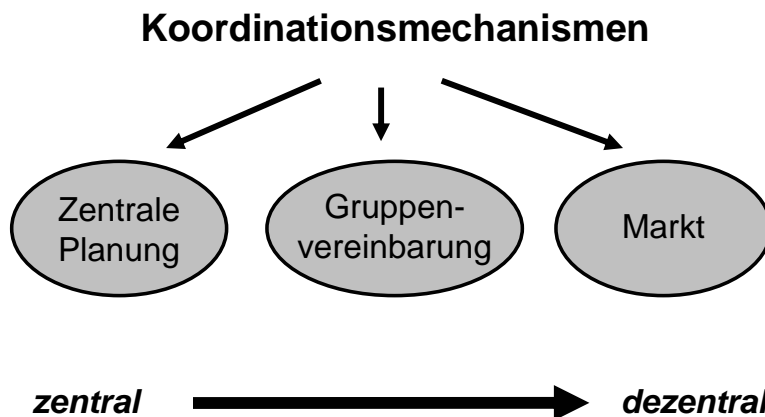 Koordinationsmechanismen
Zentrale
Planung
Gruppen-
vereinbarung
Markt
zentral
dezentral